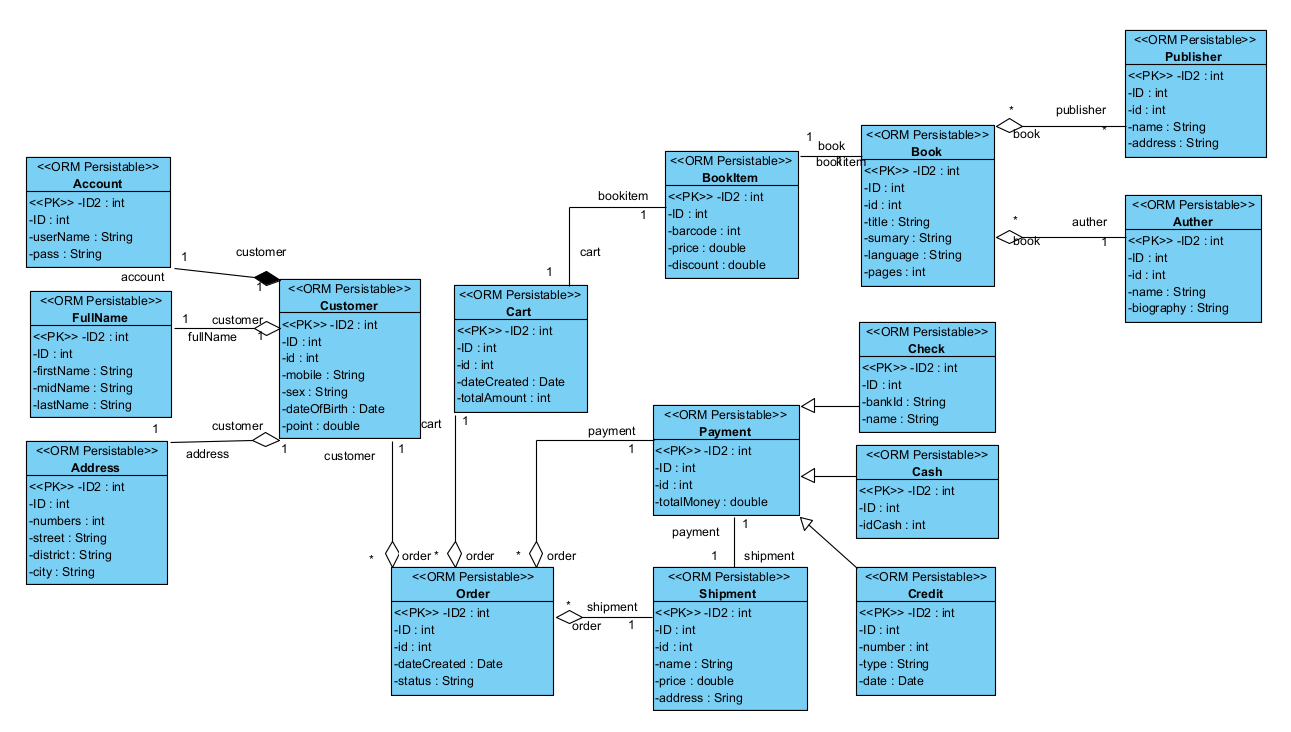 <<ORM Persistable>>
Publisher
<<PK>> -ID2 : int
-ID : int
-id : int
-name : String
-address : String
*
publisher
book
*
<<ORM Persistable>>
Book
<<PK>> -ID2 : int
-ID : int
-id : int
-title : String
-sumary : String
-language : String
-pages : int
1
book
bookitem
1
<<ORM Persistable>>
BookItem
<<PK>> -ID2 : int
-ID : int
-barcode : int
-price : double
-discount : double
<<ORM Persistable>>
Account
<<PK>> -ID2 : int
-ID : int
-userName : String
-pass : String
<<ORM Persistable>>
Auther
<<PK>> -ID2 : int
-ID : int
-id : int
-name : String
-biography : String
*
auther
book
1
bookitem
1
cart
1
1
customer
account
1
<<ORM Persistable>>
Customer
<<PK>> -ID2 : int
-ID : int
-id : int
-mobile : String
-sex : String
-dateOfBirth : Date
-point : double
<<ORM Persistable>>
Cart
<<PK>> -ID2 : int
-ID : int
-id : int
-dateCreated : Date
-totalAmount : int
<<ORM Persistable>>
FullName
<<PK>> -ID2 : int
-ID : int
-firstName : String
-midName : String
-lastName : String
1
customer
fullName
1
<<ORM Persistable>>
Check
<<PK>> -ID2 : int
-ID : int
-bankId : String
-name : String
<<ORM Persistable>>
Payment
<<PK>> -ID2 : int
-ID : int
-id : int
-totalMoney : double
1
customer
address
1
<<ORM Persistable>>
Address
<<PK>> -ID2 : int
-ID : int
-numbers : int
-street : String
-district : String
-city : String
customer
1
cart
1
payment
1
<<ORM Persistable>>
Cash
<<PK>> -ID2 : int
-ID : int
-idCash : int
payment
1
1
shipment
*
order
*
order
*
order
<<ORM Persistable>>
Order
<<PK>> -ID2 : int
-ID : int
-id : int
-dateCreated : Date
-status : String
*
shipment
order
1
<<ORM Persistable>>
Shipment
<<PK>> -ID2 : int
-ID : int
-id : int
-name : String
-price : double
-address : Sring
<<ORM Persistable>>
Credit
<<PK>> -ID2 : int
-ID : int
-number : int
-type : String
-date : Date